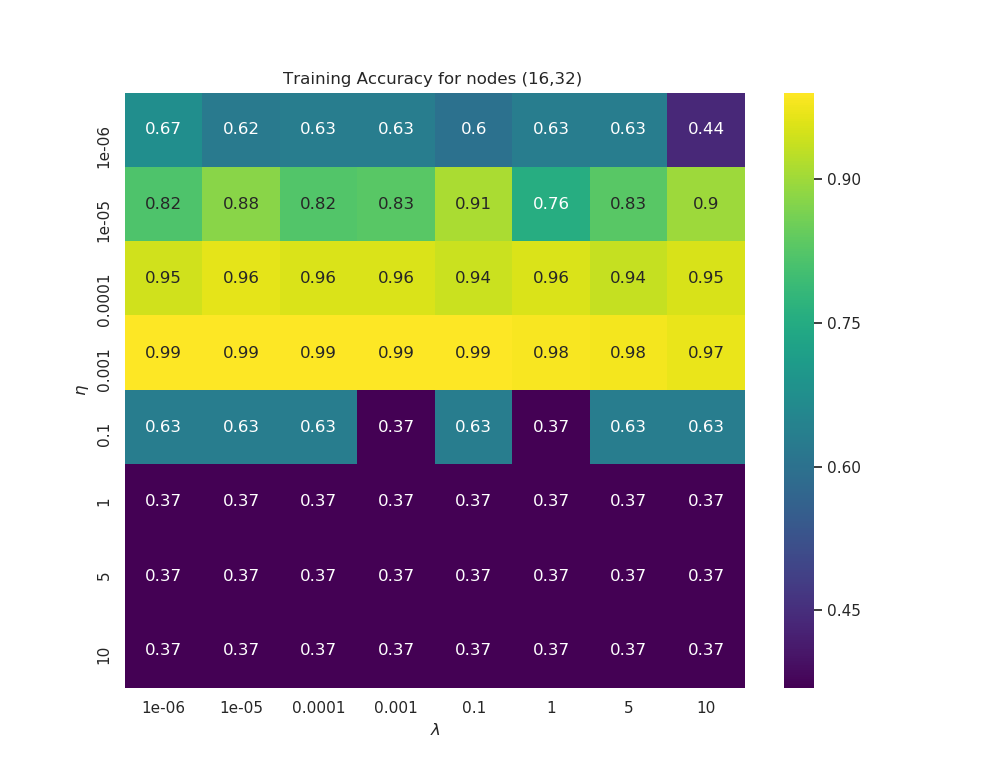 Training Accuracy for nodes (16,32)
1e-06 0.67 0.62 0.63 0.63 0.6 0.63 0.63 0.44
1e-05 0.82 0.88 0.82 0.83 0.91 0.76 0.83 0.9
0.0001 0.95 0.96 0.96 0.96 0.94 0.96 0.94 0.95
0.001 0.99 0.99 0.99 0.99 0.99 0.98 0.98 0.97
0.1 0.63 0.63 0.63 0.37 0.63 0.37 0.63 0.63
1 0.37 0.37 0.37 0.37 0.37 0.37 0.37 0.37
5 0.37 0.37 0.37 0.37 0.37 0.37 0.37 0.37
10 0.37 0.37 0.37 0.37 0.37 0.37 0.37 0.37
η
1e-06 1e-05 0.0001 0.001 0.1 1 5 10
λ
0.90
0.75
0.60
0.45